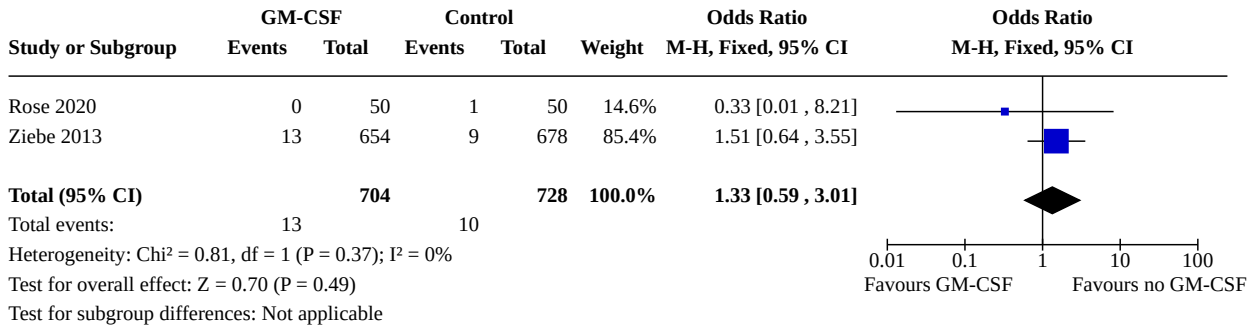 GM-CSF Control Odds Ratio Odds Ratio
Study or Subgroup Events Total Events Total Weight M-H, Fixed, 95% CI M-H, Fixed, 95% CI
Rose 2020 0 50 1 50 14.6% 0.33 [0.01 , 8.21]
Ziebe 2013 13 654 9 678 85.4% 1.51 [0.64 , 3.55]
Total (95% CI) 704 728 100.0% 1.33 [0.59 , 3.01]
Total events: 13 10
Heterogeneity: Chi² = 0.81, df = 1 (P = 0.37); I² = 0%
0.01 0.1 1 10 100
Test for overall effect: Z = 0.70 (P = 0.49)
Favours GM-CSF Favours no GM-CSF
Test for subgroup differences: Not applicable